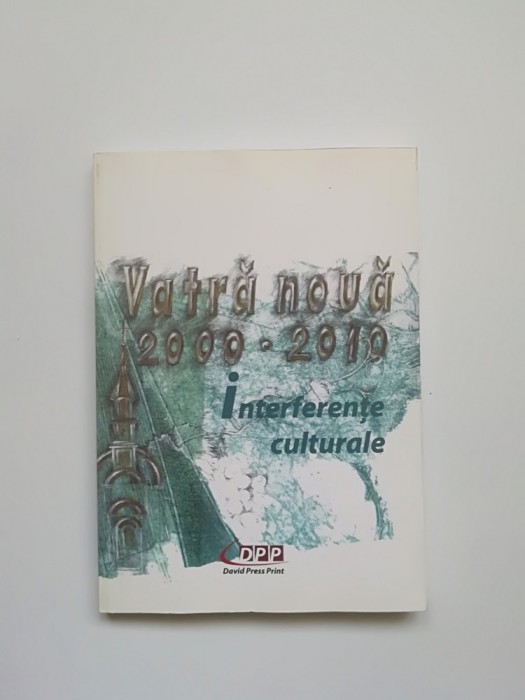 Vatră nouă
2000 - 2010
interferențe
culturale
DPP
David Press Print